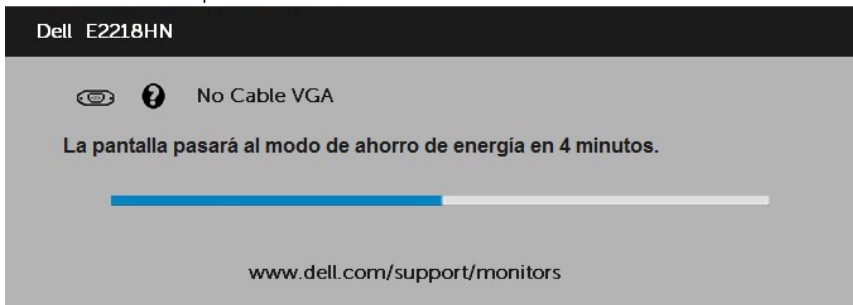 Dell E2218HN
No Cable VGA
La pantalla pasará al modo de ahorro de energía en 4 minutos.
www.dell.com/support/monitors